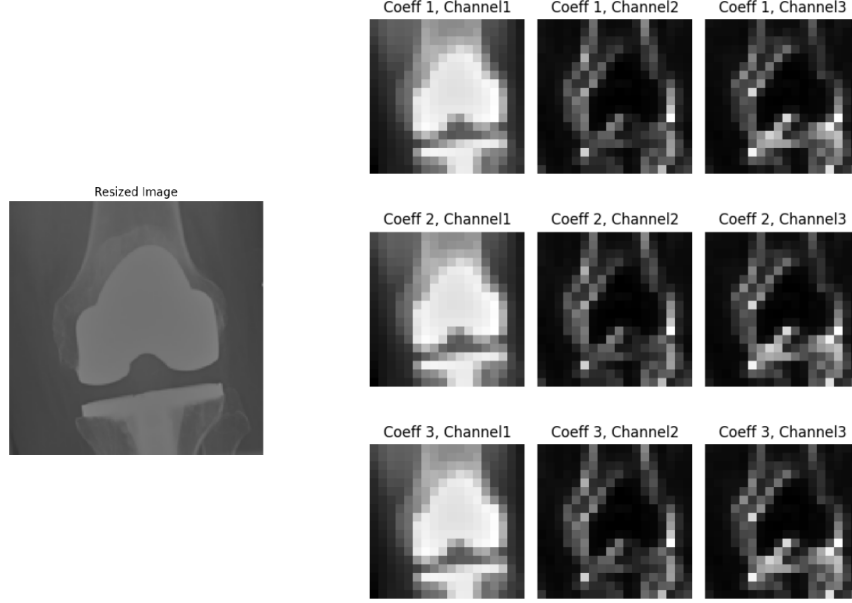 Coeff 1, Channel1
Coeff 1, Channel2
Coeff 1, Channel3
Resized Image
Coeff 2, Channel1
Coeff 2, Channel2
Coeff 2, Channel3
Coeff 3, Channel1
Coeff 3, Channel2
Coeff 3, Channel3